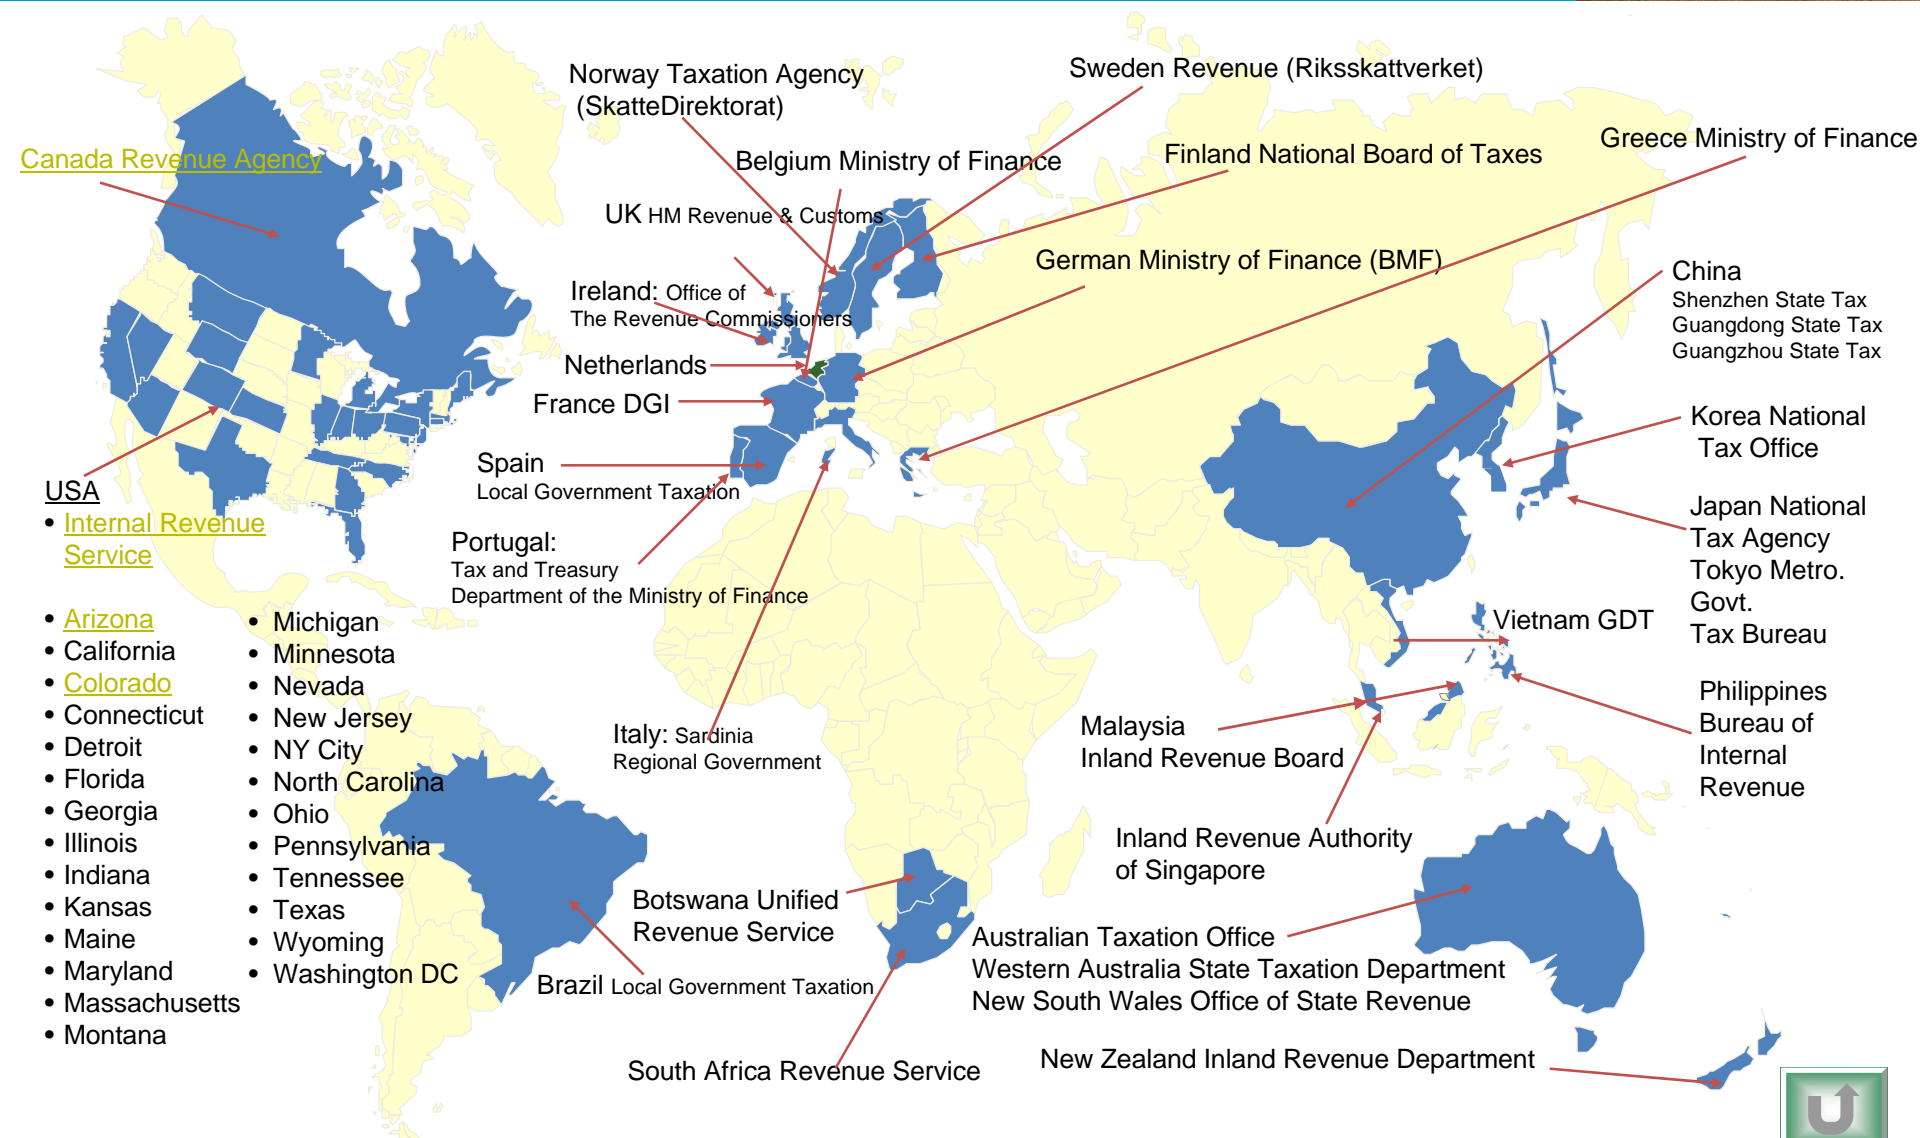 Norway Taxation Agency
(SkatteDirektorat)
Sweden Revenue (Riksskattverket)
Greece Ministry of Finance
Canada Revenue Agency
Belgium Ministry of Finance
Finland National Board of Taxes
UK HM Revenue & Customs
German Ministry of Finance (BMF)
Ireland: Office of
The Revenue Commissioners
China
Shenzhen State Tax
Guangdong State Tax
Guangzhou State Tax
Netherlands
France DGI
Korea National
Tax Office
Spain
Local Government Taxation
Japan National
Tax Agency
Tokyo Metro.
Govt.
Tax Bureau
Portugal:
Tax and Treasury
Department of the Ministry of Finance
Vietnam GDT
Philippines
Bureau of
Internal
Revenue
Italy: Sardinia
Regional Government
Malaysia
Inland Revenue Board
Inland Revenue Authority
of Singapore
Botswana Unified
Revenue Service
Brazil Local Government Taxation
Australian Taxation Office
Western Australia State Taxation Department
New South Wales Office of State Revenue
South Africa Revenue Service
New Zealand Inland Revenue Department
USA
• Internal Revenue
Service
• Arizona
• California
• Colorado
• Connecticut
• Detroit
• Florida
• Georgia
• Illinois
• Indiana
• Kansas
• Maine
• Maryland
• Massachusetts
• Montana
• Michigan
• Minnesota
• Nevada
• New Jersey
• NY City
• North Carolina
• Ohio
• Pennsylvania
• Tennessee
• Texas
• Wyoming
• Washington DC